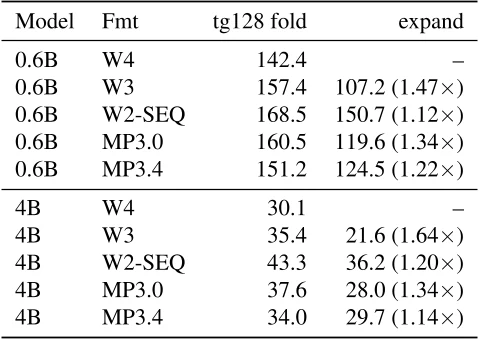 Model Fmt tg128 fold expand
0.6B W4 142.4 –
0.6B W3 157.4 107.2 (1.47×)
0.6B W2-SEQ 168.5 150.7 (1.12×)
0.6B MP3.0 160.5 119.6 (1.34×)
0.6B MP3.4 151.2 124.5 (1.22×)
4B W4 30.1 –
4B W3 35.4 21.6 (1.64×)
4B W2-SEQ 43.3 36.2 (1.20×)
4B MP3.0 37.6 28.0 (1.34×)
4B MP3.4 34.0 29.7 (1.14×)